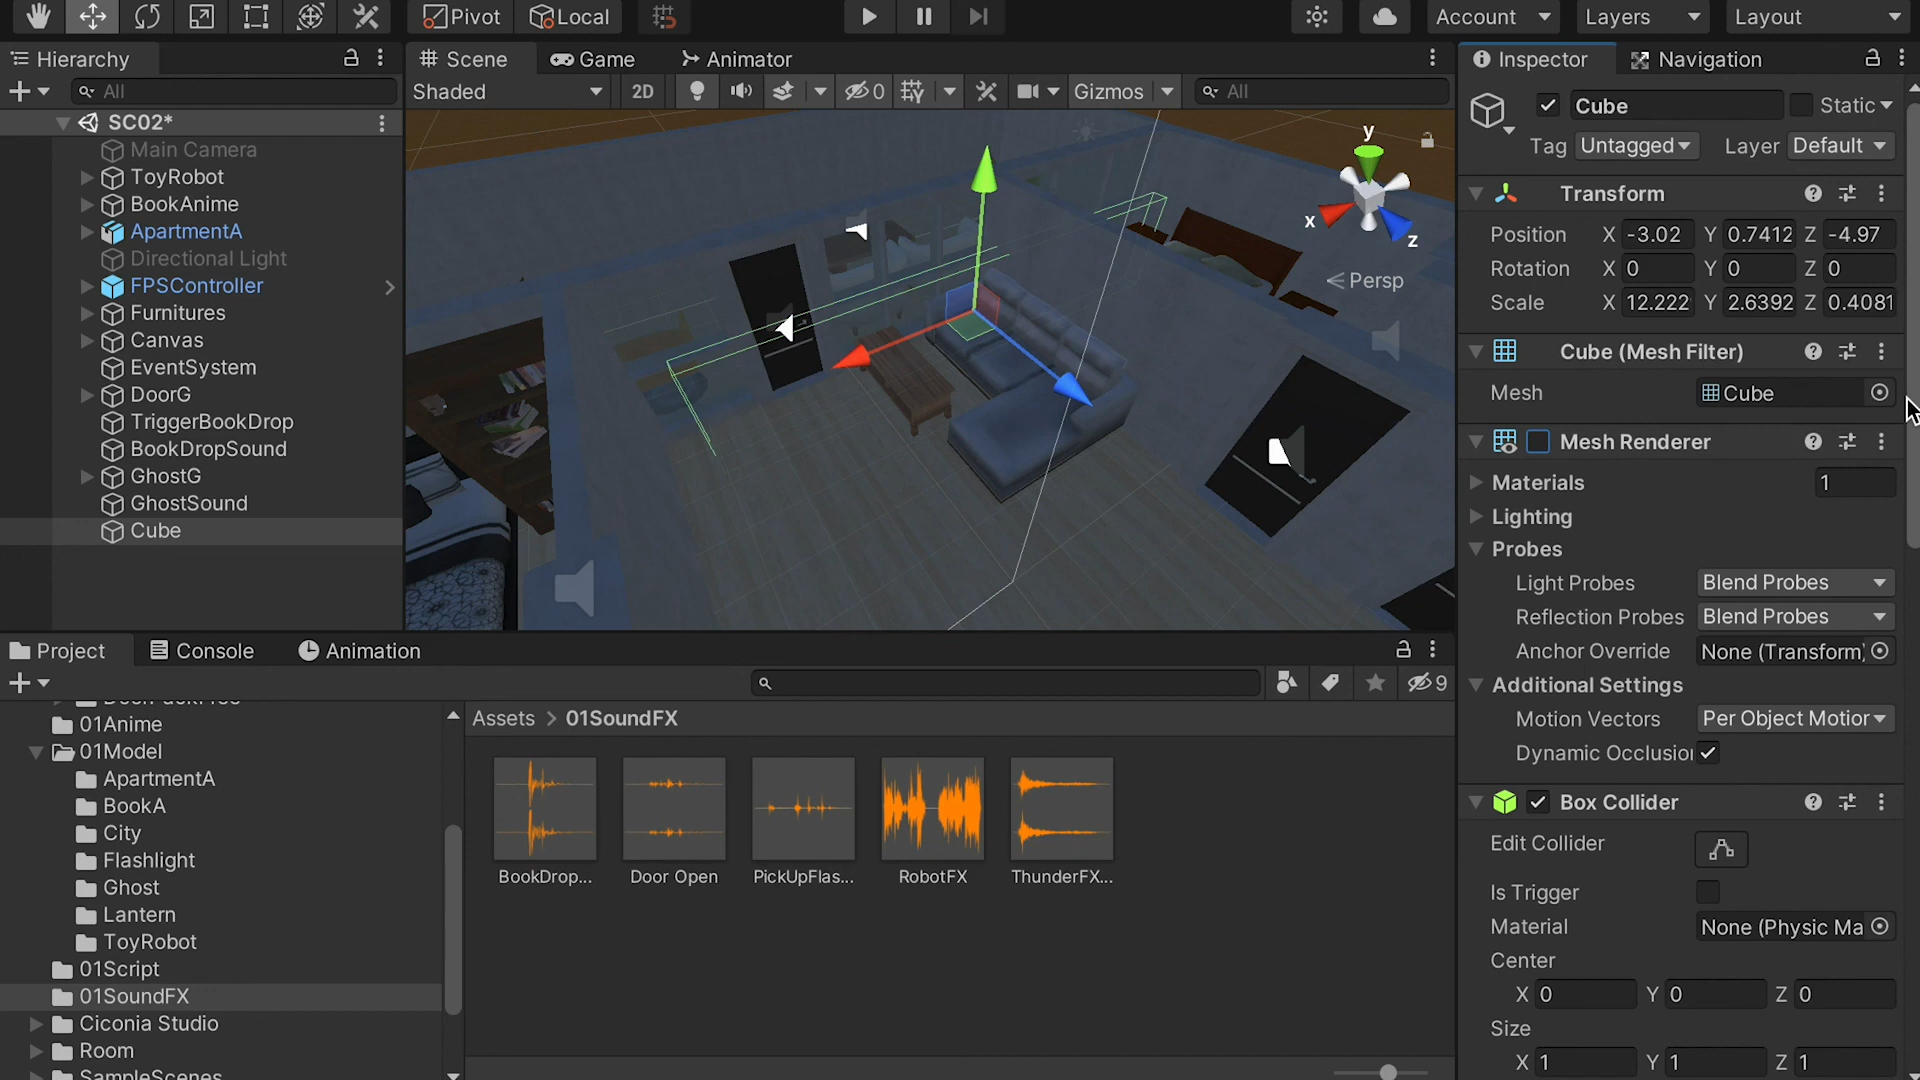 Pivot
Local
Account
Layers
Layout
Hierarchy
All
SC02*
Main Camera
ToyRobot
BookAnime
ApartmentA
Directional Light
FPSController
Furnitures
Canvas
EventSystem
DoorG
TriggerBookDrop
BookDropSound
GhostG
GhostSound
Cube
Scene
Game
Animator
Shaded
2D
0
Gizmos
All
y
x
z
Persp
Inspector
Navigation
Cube
Static
Tag
Untagged
Layer
Default
Transform
Position
X -3.02 Y 0.7412 Z -4.97
Rotation
X 0 Y 0 Z 0
Scale
X 12.222 Y 2.6392 Z 0.4081
Cube (Mesh Filter)
Mesh
Cube
Mesh Renderer
Materials
1
Lighting
Probes
Light Probes
Blend Probes
Reflection Probes
Blend Probes
Anchor Override
None (Transform)
Additional Settings
Motion Vectors
Per Object Motior
Dynamic Occlusior
Box Collider
Edit Collider
Is Trigger
Material
None (Physic Ma
Center
X 0 Y 0 Z 0
Size
X 1 Y 1 Z 1
Project
Console
Animation
9
01Anime
01Model
ApartmentA
BookA
City
Flashlight
Ghost
Lantern
ToyRobot
01Script
01SoundFX
Ciconia Studio
Room
SampleScenes
Assets > 01SoundFX
BookDrop...
Door Open
PickUpFlas...
RobotFX
ThunderFX...